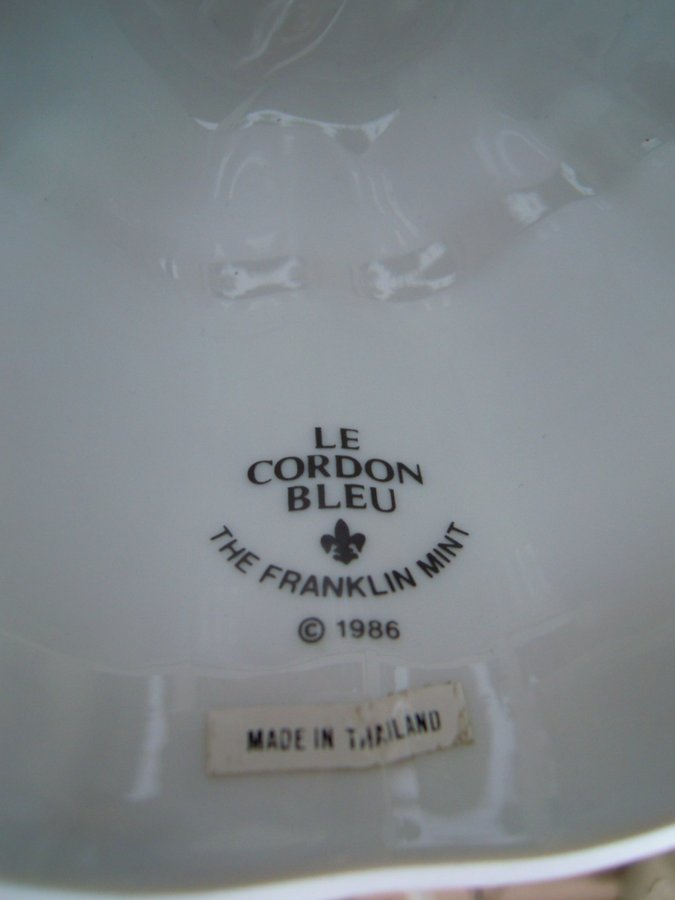 LE
CORDON
BLEU
THE FRANKLIN MINT
© 1986
MADE IN THAILAND